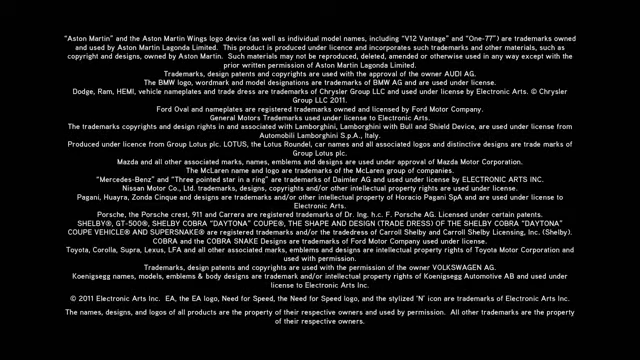 "Aston Martin" and the Aston Martin Wings logo device (as well as individual model names, including "V12 Vantage" and "One-77") are trademarks owned
and used by Aston Martin Lagonda Limited. This product is produced under licence and incorporates such trademarks and other materials, such as
copyright and designs, owned by Aston Martin. Such materials may not be reproduced, deleted, amended or otherwise used in any way except with the
prior written permission of Aston Martin Lagonda Limited.
Trademarks, design patents and copyrights are used with the approval of the owner AUDI AG.
The BMW logo, wordmark and model designations are trademarks of BMW AG and are used under license.
Dodge, Ram, HEMI, vehicle nameplates and trade dress are trademarks of Chrysler Group LLC and used under license by Electronic Arts. © Chrysler
Group LLC 2011.
Ford Oval and nameplates are registered trademarks owned and licensed by Ford Motor Company.
General Motors Trademarks used under license to Electronic Arts.
The trademarks copyrights and design rights in and associated with Lamborghini, Lamborghini with Bull and Shield Device, are used under license from
Automobili Lamborghini S.p.A., Italy.
Produced under licence from Group Lotus plc. LOTUS, the Lotus Roundel, car names and all associated logos and distinctive designs are trade marks of
Group Lotus plc.
Mazda and all other associated marks, names, emblems and designs are used under approval of Mazda Motor Corporation.
The McLaren name and logo are trademarks of the McLaren group of companies.
"Mercedes-Benz" and "Three pointed star in a ring" are trademarks of Daimler AG and used under license by ELECTRONIC ARTS INC.
Nissan Motor Co., Ltd. trademarks, designs, copyrights and/or other intellectual property rights are used under license.
Pagani, Huayra, Zonda Cinque and designs are trademarks and/or other intellectual property of Horacio Pagani SpA and are used under license to
Electronic Arts.
Porsche, the Porsche crest, 911 and Carrera are registered trademarks of Dr. Ing. h.c. F. Porsche AG. Licensed under certain patents.
SHELBY®, GT-500®, SHELBY COBRA "DAYTONA" COUPE®, THE SHAPE AND DESIGN (TRADE DRESS) OF THE SHELBY COBRA "DAYTONA"
COUPE VEHICLE® AND SUPERSNAKE® are registered trademarks and/or the tradedress of Carroll Shelby and Carroll Shelby Licensing, Inc. (Shelby).
COBRA and the COBRA SNAKE Designs are trademarks of Ford Motor Company used under license.
Toyota, Corolla, Supra, Lexus, LFA and all other associated marks, emblems and designs are intellectual property rights of Toyota Motor Corporation and
used with permission.
Trademarks, design patents and copyrights are used with the permission of the owner VOLKSWAGEN AG.
Koenigsegg names, models, emblems & body designs are trademark and/or intellectual property rights of Koenigsegg Automotive AB and used under
license to Electronic Arts Inc.
© 2011 Electronic Arts Inc. EA, the EA logo, Need for Speed, the Need for Speed logo, and the stylized 'N' icon are trademarks of Electronic Arts Inc.
The names, designs, and logos of all products are the property of their respective owners and used by permission. All other trademarks are the property
of their respective owners.